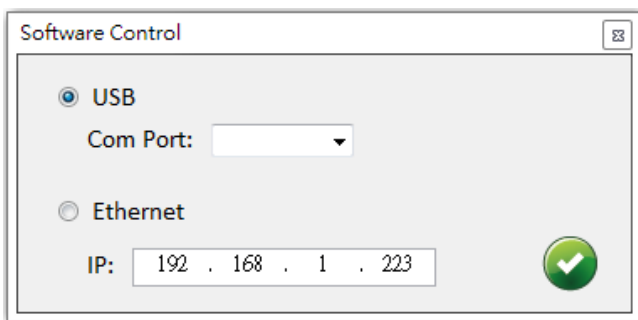 Software Control
USB
Com Port:
Ethernet
IP: 192 . 168 . 1 . 223